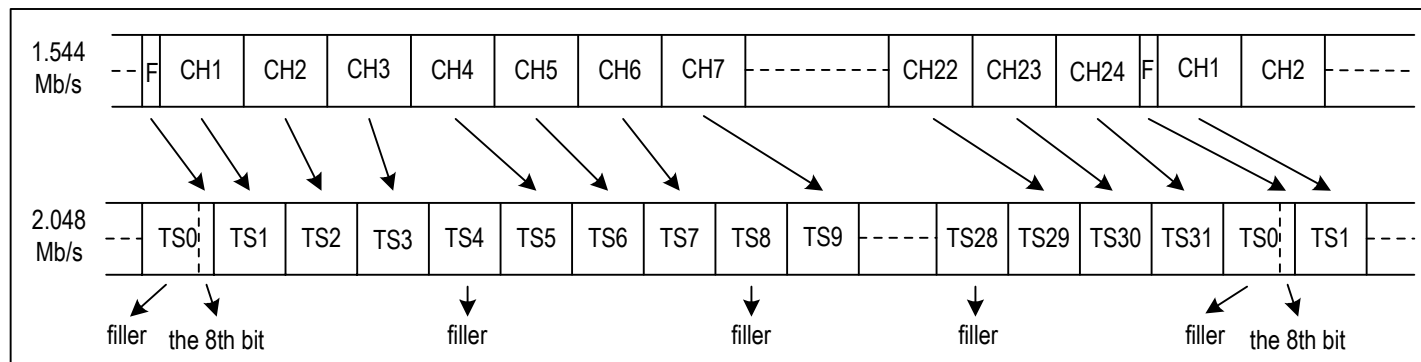 1.544
Mb/s
F CH1 CH2 CH3 CH4 CH5 CH6 CH7 CH22 CH23 CH24 F CH1 CH2
2.048
Mb/s
TS0 TS1 TS2 TS3 TS4 TS5 TS6 TS7 TS8 TS9 TS28 TS29 TS30 TS31 TS0 TS1
filler the 8th bit filler filler filler filler the 8th bit